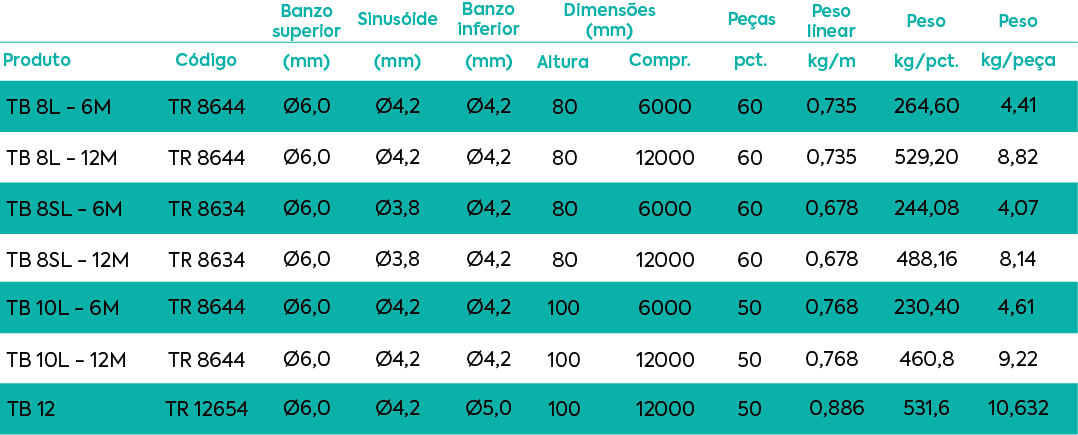 Banzo superior Sinusóide Banzo inferior Dimensões (mm) Peças Peso linear Peso Peso
Produto Código (mm) (mm) (mm) Altura Compr. pct. kg/m kg/pct. kg/peça
TB 8L - 6M TR 8644 Ø6,0 Ø4,2 Ø4,2 80 6000 60 0,735 264,60 4,41
TB 8L - 12M TR 8644 Ø6,0 Ø4,2 Ø4,2 80 12000 60 0,735 529,20 8,82
TB 8SL - 6M TR 8634 Ø6,0 Ø3,8 Ø4,2 80 6000 60 0,678 244,08 4,07
TB 8SL - 12M TR 8634 Ø6,0 Ø3,8 Ø4,2 80 12000 60 0,678 488,16 8,14
TB 10L - 6M TR 8644 Ø6,0 Ø4,2 Ø4,2 100 6000 50 0,768 230,40 4,61
TB 10L - 12M TR 8644 Ø6,0 Ø4,2 Ø4,2 100 12000 50 0,768 460,8 9,22
TB 12 TR 12654 Ø6,0 Ø4,2 Ø5,0 100 12000 50 0,886 531,6 10,632